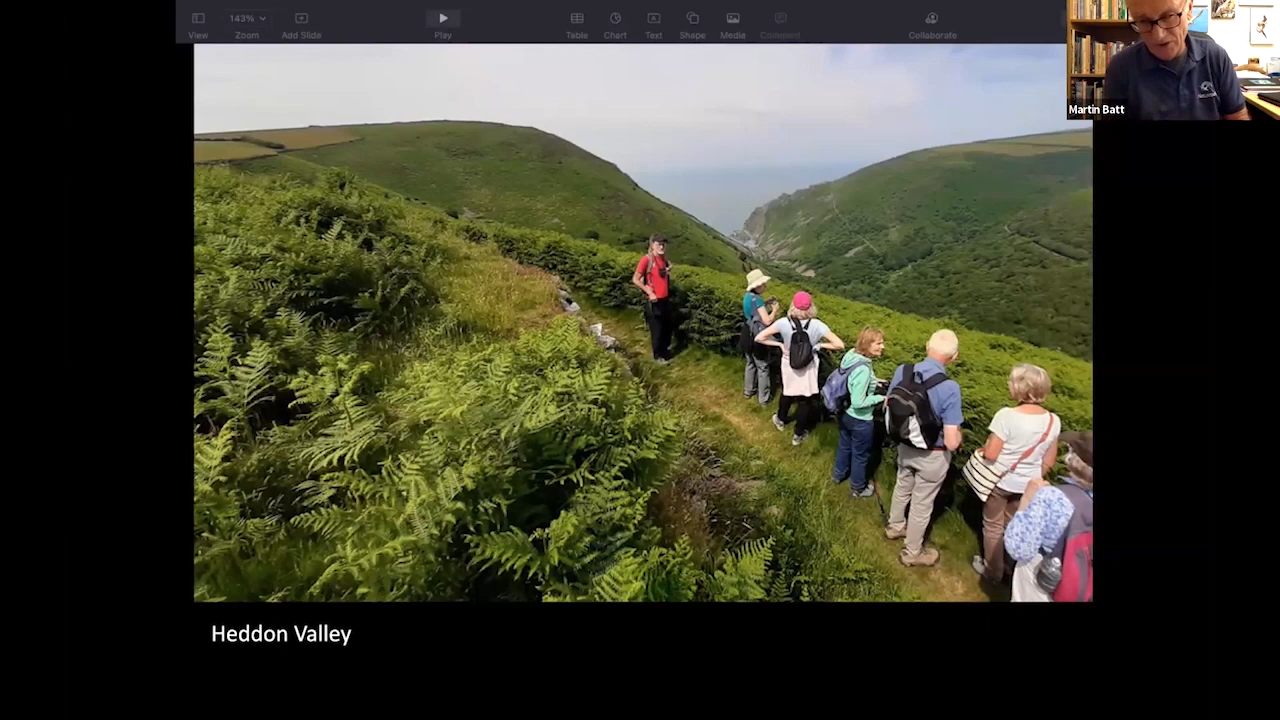 143%
View Zoom Add Slide Play Table Chart Text Shape Media Comment Collaborate
Martin Batt
Heddon Valley